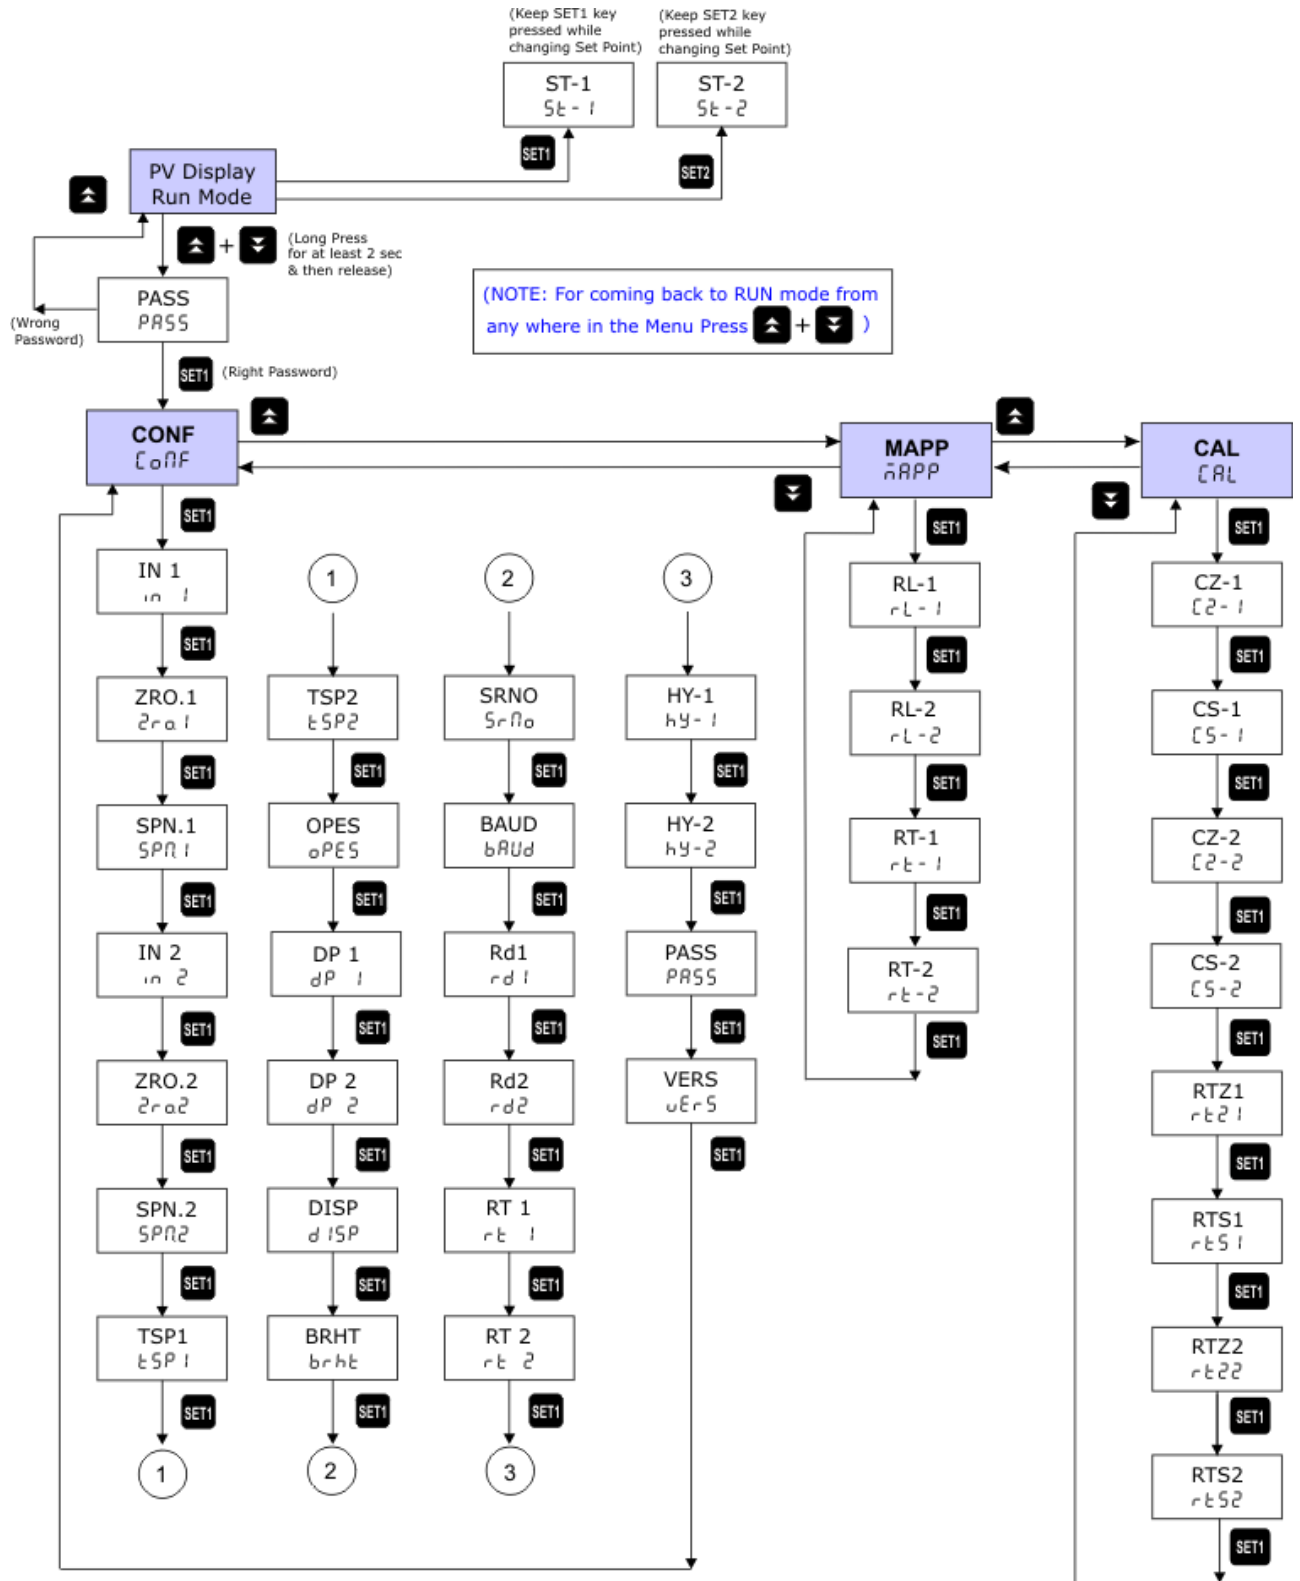 (Keep SET1 key
pressed while
changing Set Point)
(Keep SET2 key
pressed while
changing Set Point)
ST-1
St-1
ST-2
St-2
SET1
SET2
PV Display
Run Mode
+
(Long Press
for at least 2 sec
& then release)
PASS
PASS
(Wrong
Password)
(NOTE: For coming back to RUN mode from
any where in the Menu Press + )
SET1
(Right Password)
CONF
CoNF
MAPP
mAPP
CAL
CAL
SET1
IN 1
in 1
SET1
ZRO.1
Zro.1
SET1
SPN.1
SPN.1
SET1
IN 2
in 2
SET1
ZRO.2
Zro.2
SET1
SPN.2
SPN.2
SET1
TSP1
tSP1
SET1
1
1
TSP2
tSP2
SET1
OPES
oPES
SET1
DP 1
dP 1
SET1
DP 2
dP 2
SET1
DISP
dISP
SET1
BRHT
brht
SET1
2
2
SRNO
SrNo
SET1
BAUD
bAUd
SET1
Rd1
rd1
SET1
Rd2
rd2
SET1
RT 1
rt 1
SET1
RT 2
rt 2
SET1
3
3
HY-1
hy-1
SET1
HY-2
hy-2
SET1
PASS
PASS
SET1
VERS
vErS
SET1
SET1
RL-1
rL-1
SET1
RL-2
rL-2
SET1
RT-1
rt-1
SET1
RT-2
rt-2
SET1
SET1
CZ-1
CZ-1
SET1
CS-1
CS-1
SET1
CZ-2
CZ-2
SET1
CS-2
CS-2
SET1
RTZ1
rtZ1
SET1
RTS1
rtS1
SET1
RTZ2
rtZ2
SET1
RTS2
rtS2
SET1